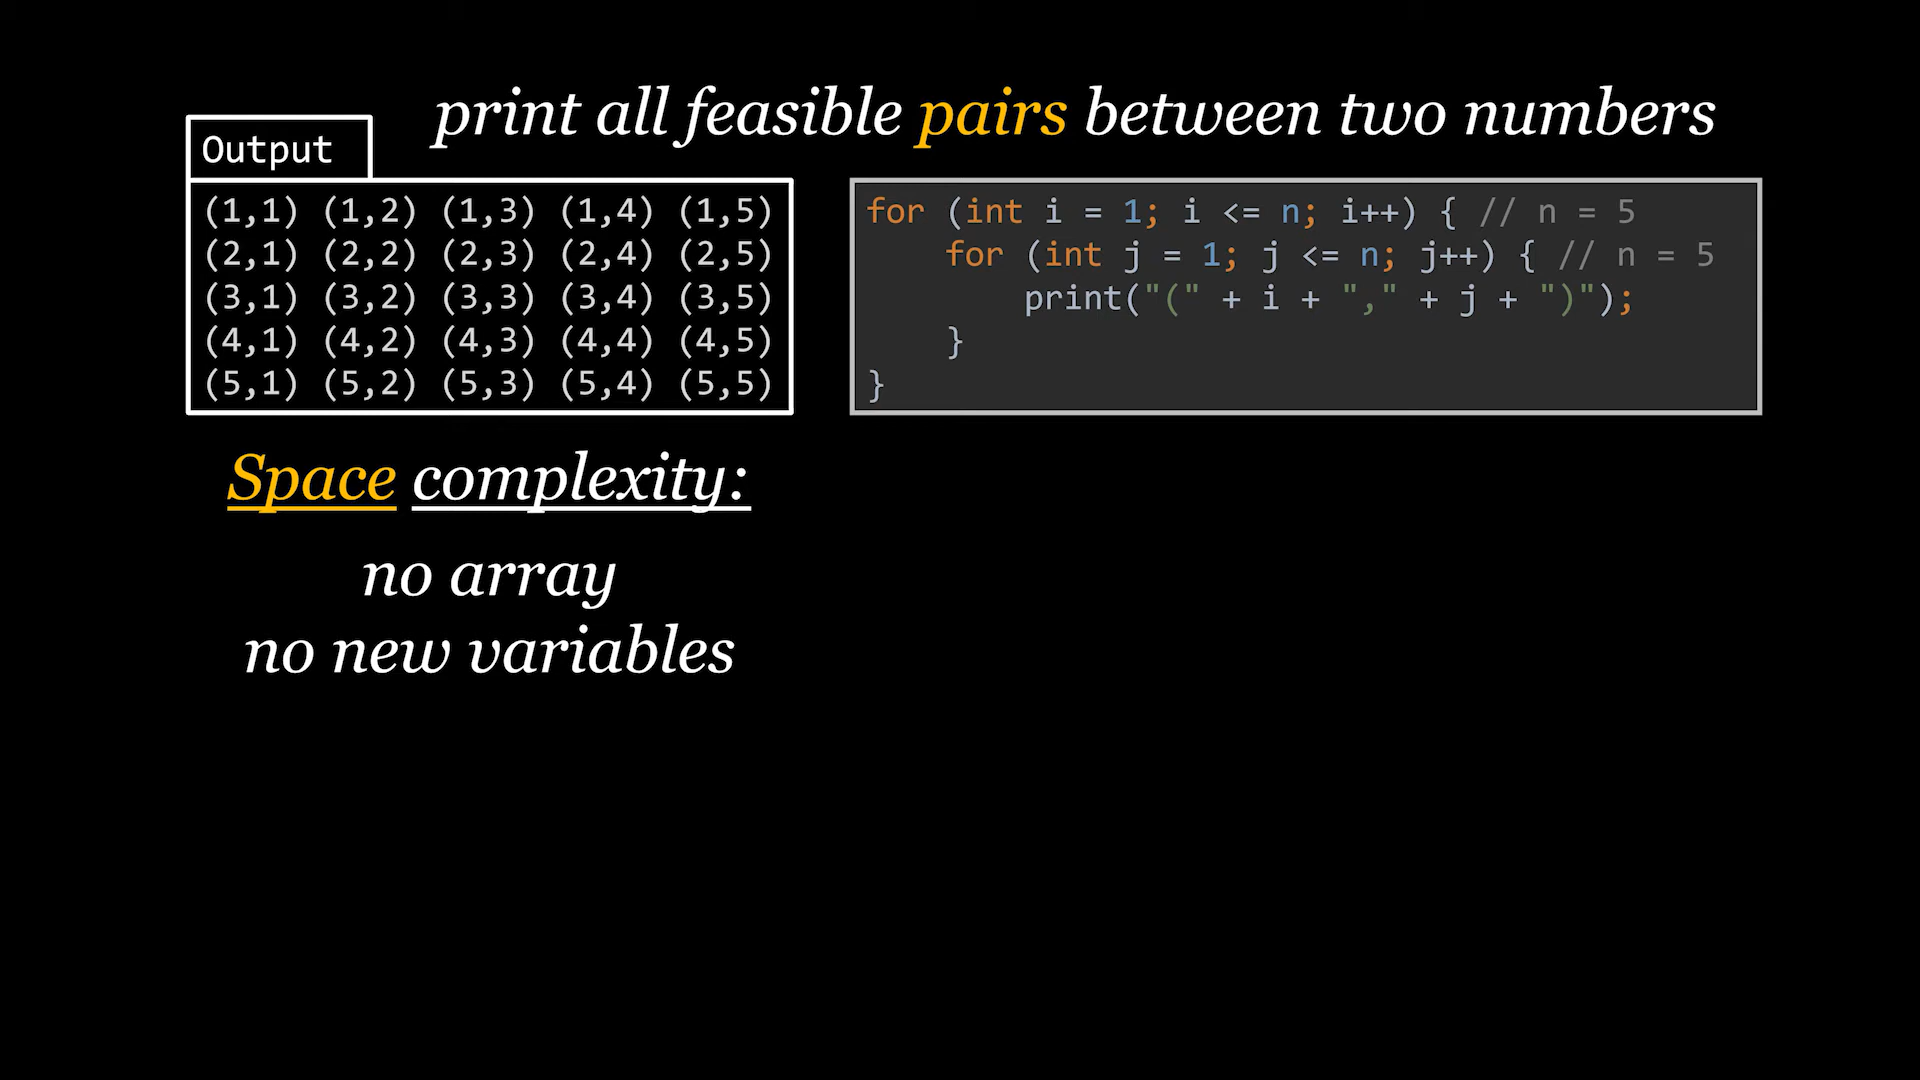 print all feasible pairs between two numbers
Output
(1,1) (1,2) (1,3) (1,4) (1,5)
(2,1) (2,2) (2,3) (2,4) (2,5)
(3,1) (3,2) (3,3) (3,4) (3,5)
(4,1) (4,2) (4,3) (4,4) (4,5)
(5,1) (5,2) (5,3) (5,4) (5,5)
for (int i = 1; i <= n; i++) { // n = 5
    for (int j = 1; j <= n; j++) { // n = 5
        print("(" + i + "," + j + ")");
    }
}
Space complexity:
no array
no new variables